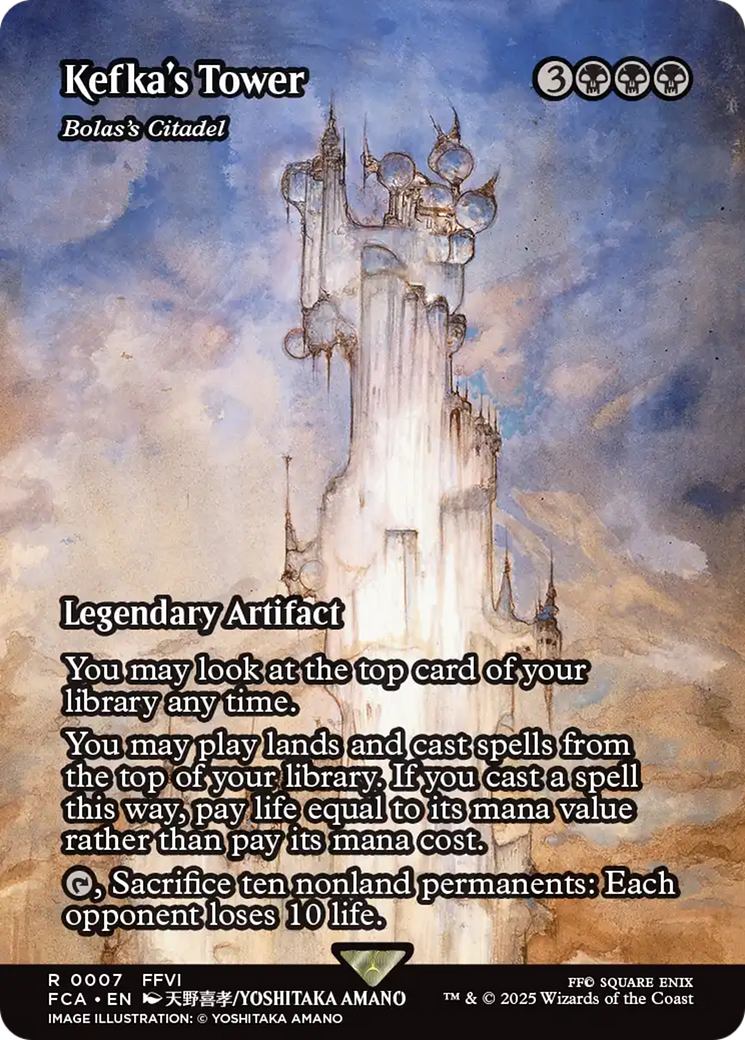 Kefka's Tower
3
Bolas's Citadel
Legendary Artifact
You may look at the top card of your
library any time.
You may play lands and cast spells from
the top of your library. If you cast a spell
this way, pay life equal to its mana value
rather than pay its mana cost.
, Sacrifice ten nonland permanents: Each
opponent loses 10 life.
R 0007 FFVI
FCA • EN 天野喜孝/YOSHITAKA AMANO
IMAGE ILLUSTRATION: © YOSHITAKA AMANO
FF© SQUARE ENIX
™ & © 2025 Wizards of the Coast